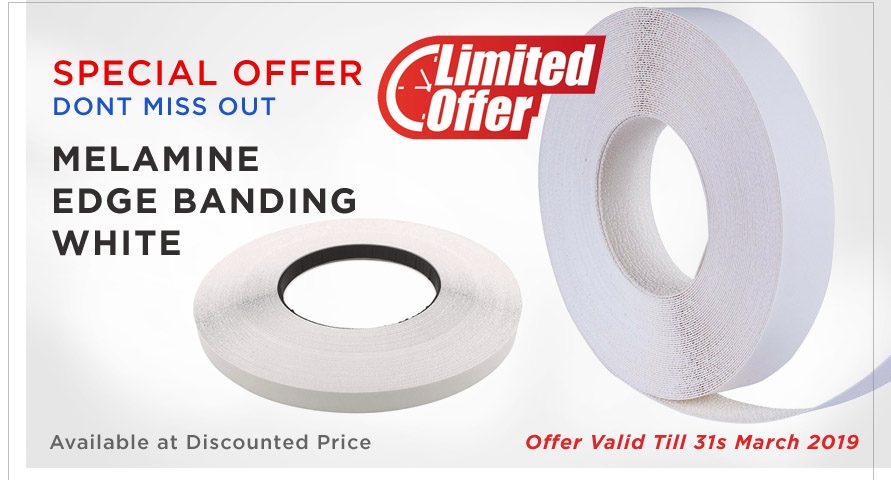 SPECIAL OFFER
DONT MISS OUT
Limited
Offer
MELAMINE
EDGE BANDING
WHITE
Available at Discounted Price
Offer Valid Till 31s March 2019